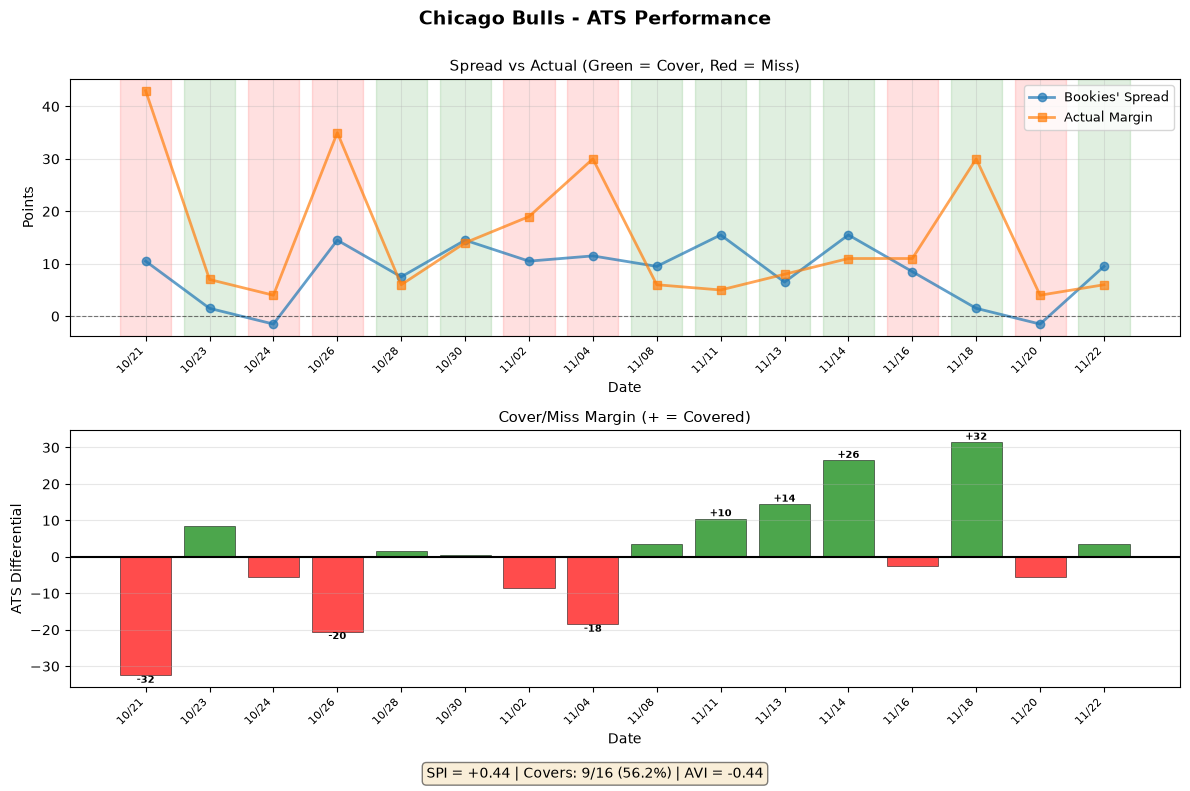 Chicago Bulls - ATS Performance
Spread vs Actual (Green = Cover, Red = Miss)
Points
40
30
20
10
0
Bookies' Spread
Actual Margin
10/21 10/23 10/24 10/26 10/28 10/30 11/02 11/04 11/08 11/11 11/13 11/14 11/16 11/18 11/20 11/22
Date
Cover/Miss Margin (+ = Covered)
ATS Differential
30
20
10
0
−10
−20
−30
-32
-20
-18
+10
+14
+26
+32
10/21 10/23 10/24 10/26 10/28 10/30 11/02 11/04 11/08 11/11 11/13 11/14 11/16 11/18 11/20 11/22
Date
SPI = +0.44 | Covers: 9/16 (56.2%) | AVI = -0.44